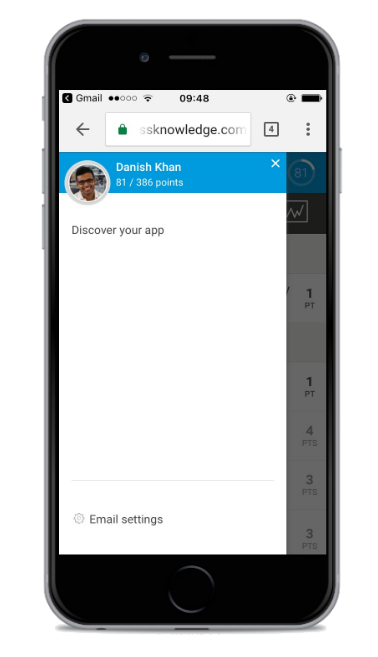 Gmail
09:48
ssknowledge.com
4
Danish Khan
81 / 386 points
81
Discover your app
1
PT
1
PT
4
PTS
3
PTS
Email settings
3
PTS